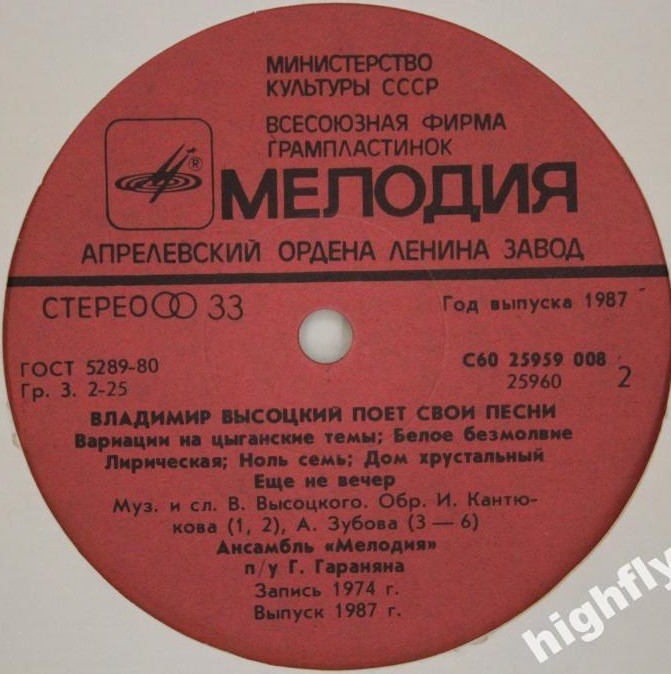 МИНИСТЕРСТВО
КУЛЬТУРЫ СССР
ВСЕСОЮЗНАЯ ФИРМА
ГРАМПЛАСТИНОК
®
МЕЛОДИЯ
АПРЕЛЕВСКИЙ ОРДЕНА ЛЕНИНА ЗАВОД
СТЕРЕО 33
Год выпуска 1987
ГОСТ 5289-80
Гр. 3. 2-25
С60 25959 008
25960
2
ВЛАДИМИР ВЫСОЦКИЙ ПОЕТ СВОИ ПЕСНИ
Вариации на цыганские темы; Белое безмолвие
Лирическая; Ноль семь; Дом хрустальный
Еще не вечер
Муз. и сл. В. Высоцкого. Обр. И. Кантю-
кова (1, 2), А. Зубова (3 — 6)
Ансамбль «Мелодия»
п/у Г. Гараняна
Запись 1974 г.
Выпуск 1987 г.
highfly